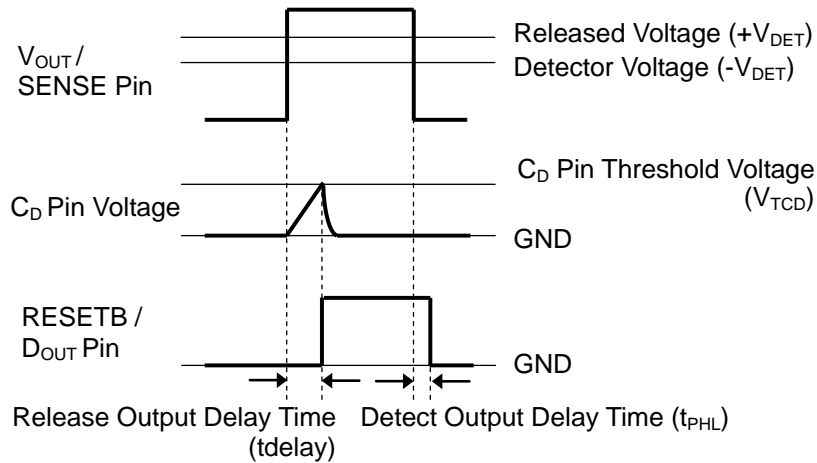 V_OUT / SENSE Pin
Released Voltage (+V_DET)
Detector Voltage (-V_DET)
C_D Pin Voltage
C_D Pin Threshold Voltage
(V_TCD)
GND
RESETB /
D_OUT Pin
GND
Release Output Delay Time
(tdelay)
Detect Output Delay Time (t_PHL)